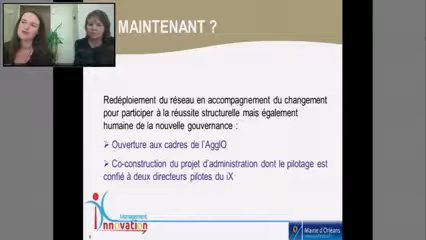 MAINTENANT ?
Redéploiement du réseau en accompagnement du changement
pour participer à la réussite structurelle mais également
humaine de la nouvelle gouvernance :
Ouverture aux cadres de l'AgglO
Co-construction du projet d'administration dont le pilotage est
confié à deux directeurs pilotes du iX
Management
innovation
Mairie d'Orléans